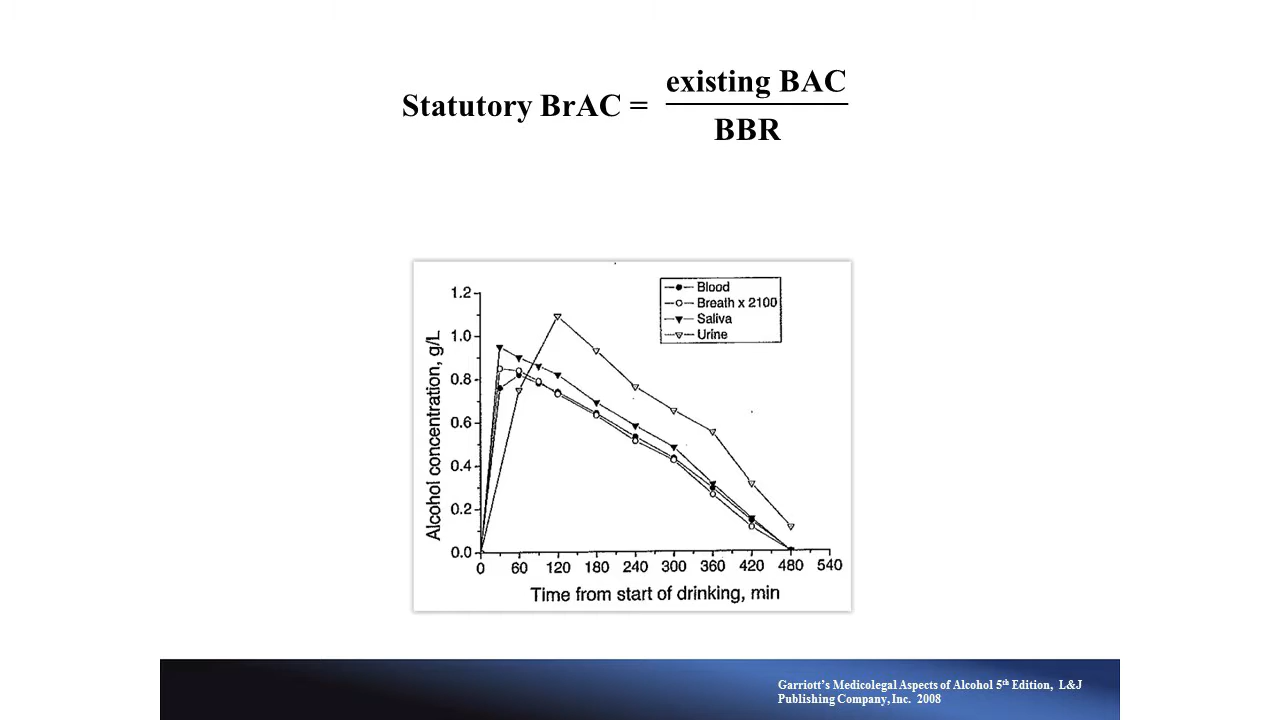 existing BAC
Statutory BrAC =
BBR
Blood
Breath x 2100
Saliva
Urine
1.2
1.0
0.8
0.6
0.4
0.2
0.0
Alcohol concentration, g/L
0 60 120 180 240 300 360 420 480 540
Time from start of drinking, min
Garriott's Medicolegal Aspects of Alcohol 5th Edition, L&J
Publishing Company, Inc. 2008